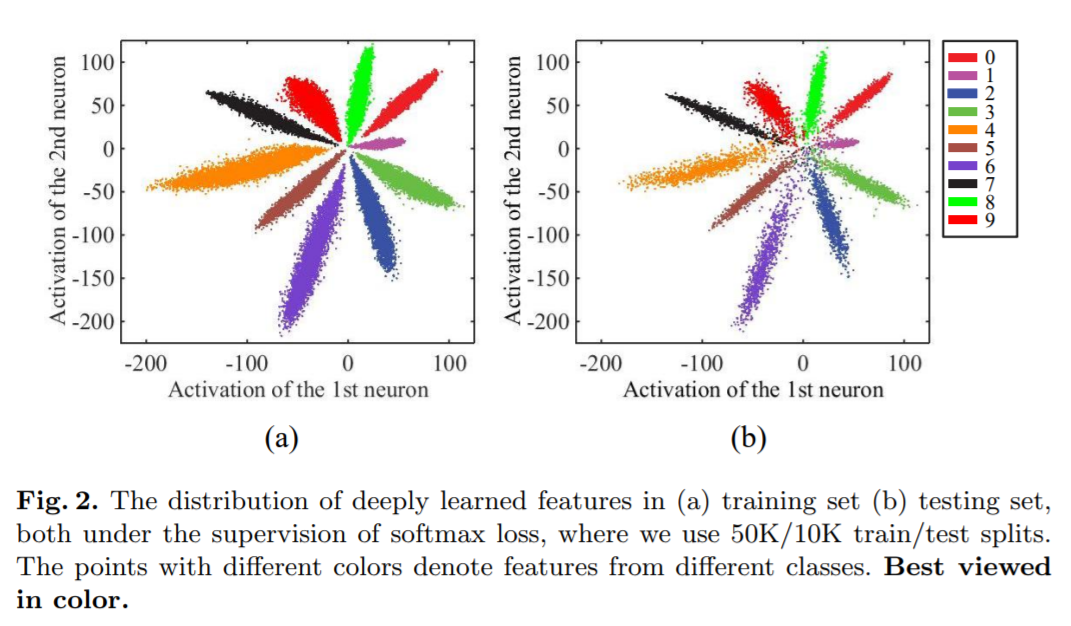 Activation of the 2nd neuron
100
50
0
-50
-100
-150
-200
-200 -100 0 100
Activation of the 1st neuron
(a)
Activation of the 2nd neuron
100
50
0
-50
-100
-150
-200
-200 -100 0 100
Activation of the 1st neuron
(b)
0
1
2
3
4
5
6
7
8
9
Fig. 2. The distribution of deeply learned features in (a) training set (b) testing set,
both under the supervision of softmax loss, where we use 50K/10K train/test splits.
The points with different colors denote features from different classes. Best viewed
in color.